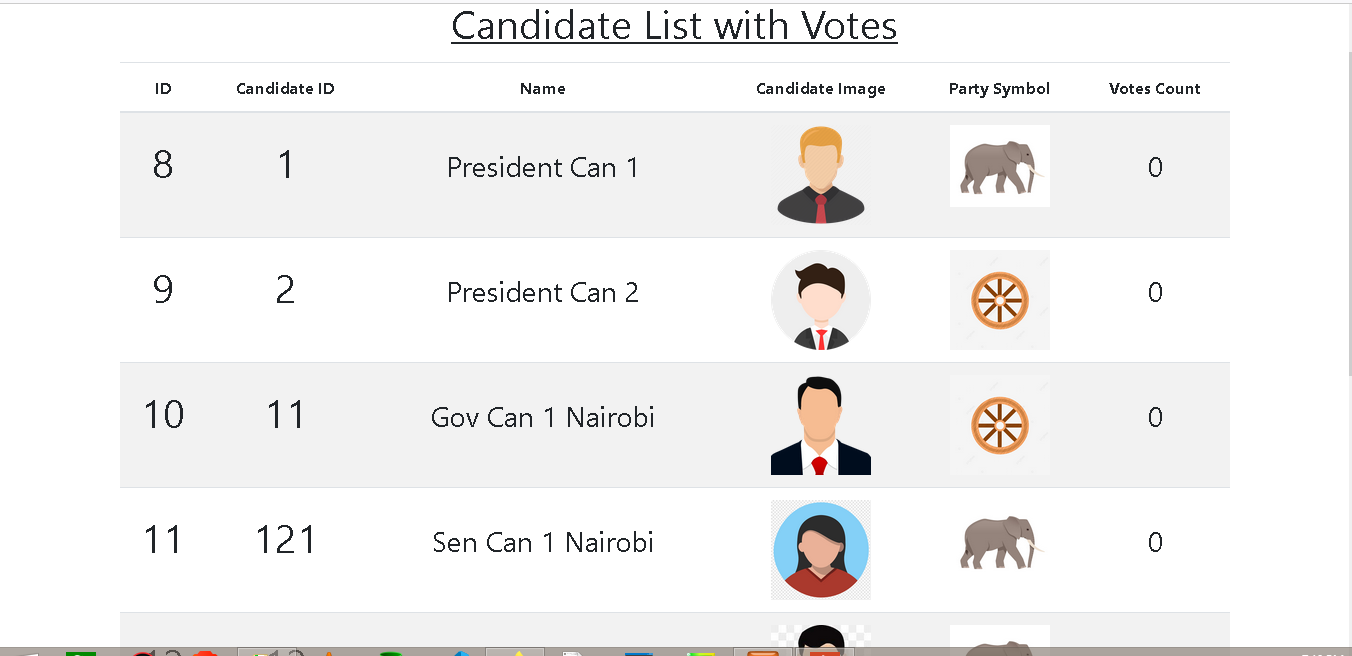 Candidate List with Votes
ID Candidate ID Name Candidate Image Party Symbol Votes Count
8 1 President Can 1 0
9 2 President Can 2 0
10 11 Gov Can 1 Nairobi 0
11 121 Sen Can 1 Nairobi 0